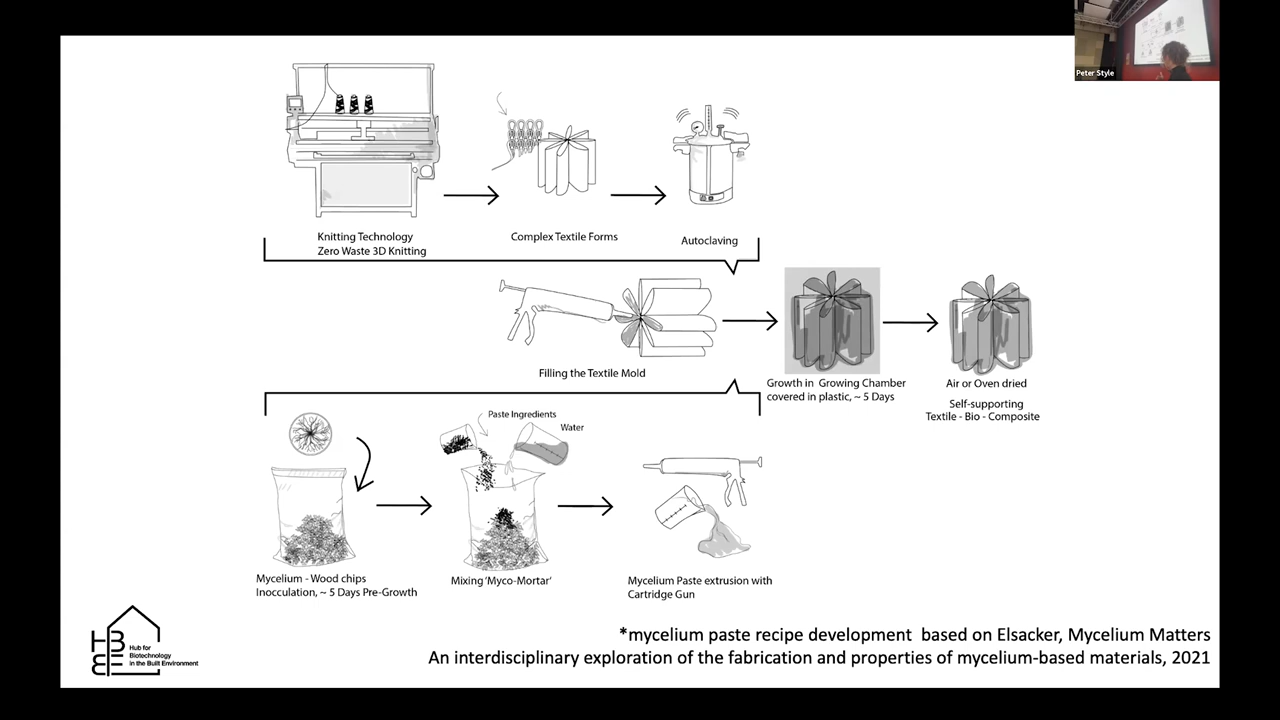 Peter Style
Knitting Technology
Zero Waste 3D Knitting
Complex Textile Forms
Autoclaving
Filling the Textile Mold
Growth in Growing Chamber
covered in plastic, ~ 5 Days
Air or Oven dried
Self-supporting
Textile - Bio - Composite
Paste Ingredients
Water
Mycelium - Wood chips
Inoculation, ~ 5 Days Pre-Growth
Mixing 'Myco-Mortar'
Mycelium Paste extrusion with
Cartridge Gun
*mycelium paste recipe development based on Elsacker, Mycelium Matters
An interdisciplinary exploration of the fabrication and properties of mycelium-based materials, 2021
HBBE
Hub for
Biotechnology
in the Built Environment